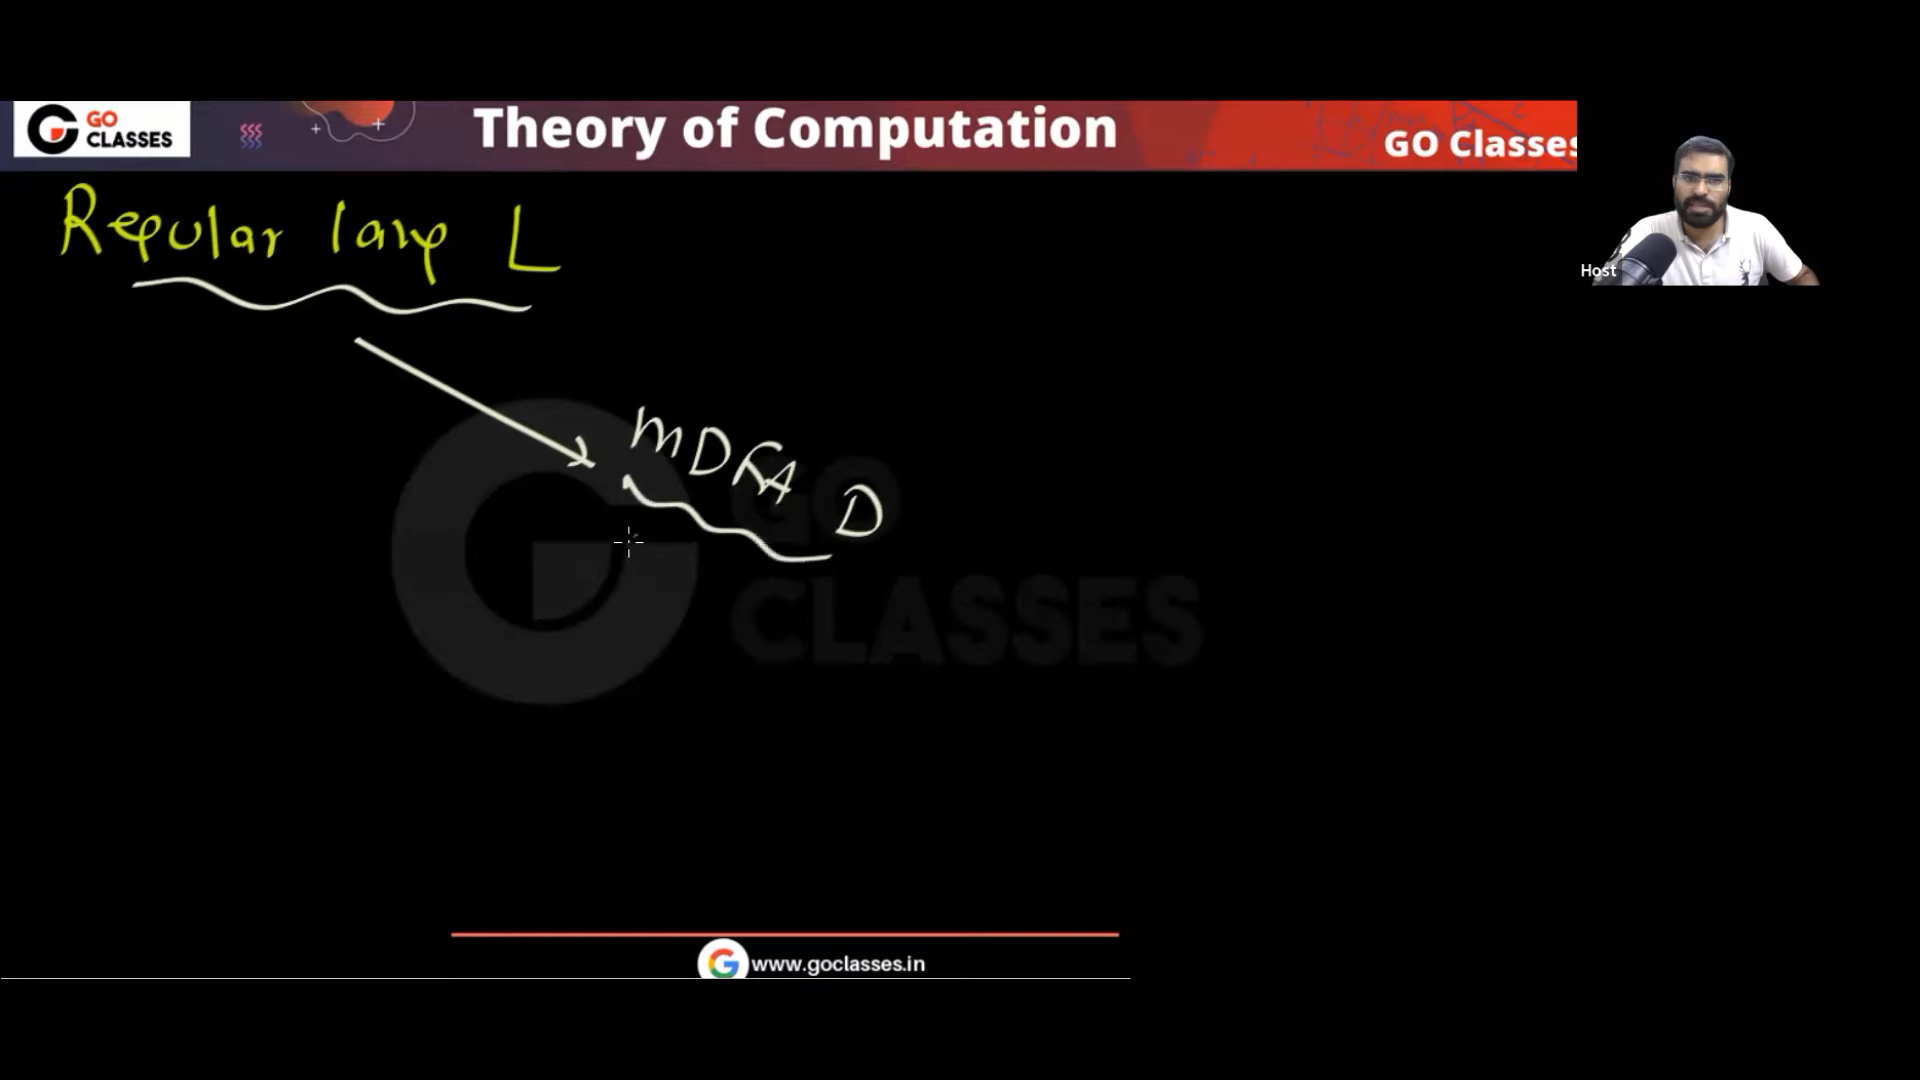 GO
CLASSES
Theory of Computation
GO Classes
Regular lang L
Host
mDFA D
GO
CLASSES
www.goclasses.in